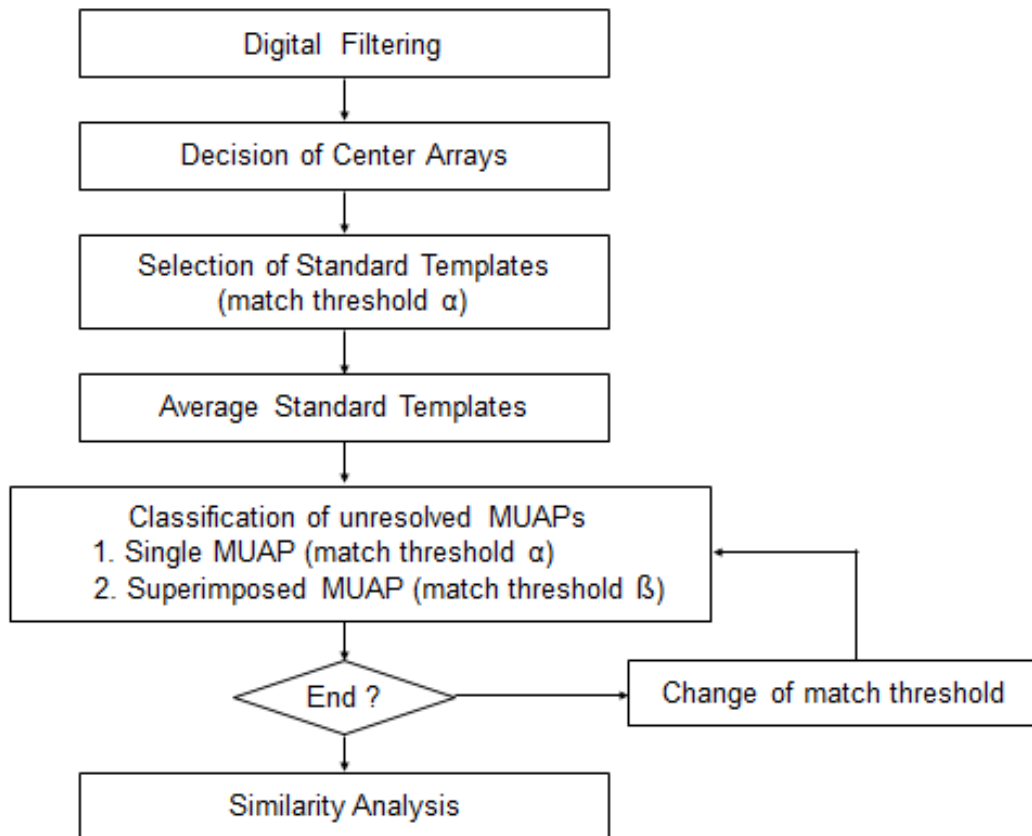 Digital Filtering
Decision of Center Arrays
Selection of Standard Templates
(match threshold α)
Average Standard Templates
Classification of unresolved MUAPs
1. Single MUAP (match threshold α)
2. Superimposed MUAP (match threshold ß)
End ?
Change of match threshold
Similarity Analysis